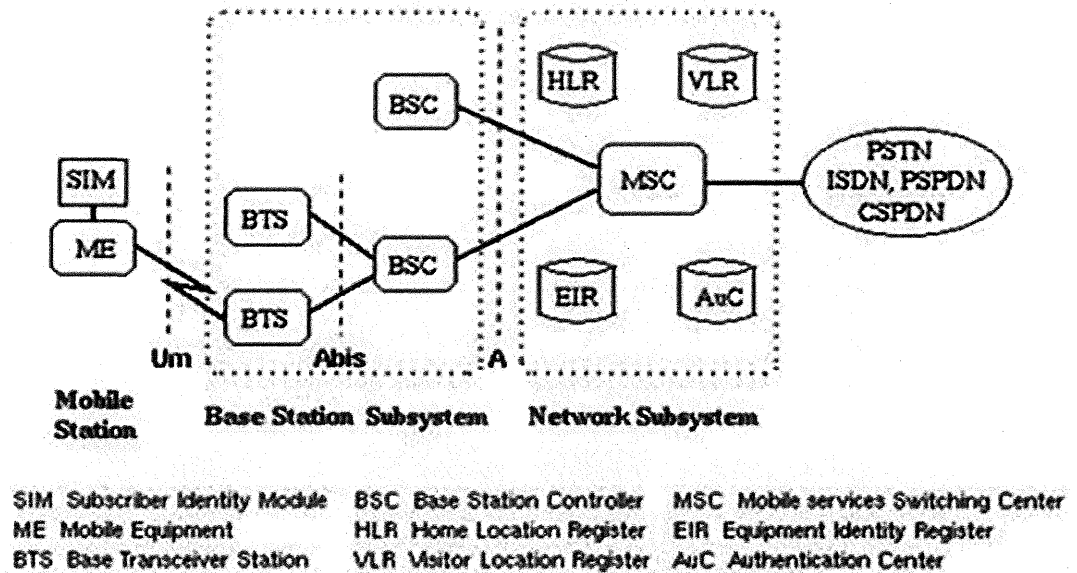 HLR
VLR
BSC
PSTN
ISDN, PSPDN
CSPDN
SIM
MSC
BTS
ME
BSC
EIR
AuC
BTS
Um
Abis
A
Mobile
Station
Base Station Subsystem
Network Subsystem
SIM Subscriber Identity Module BSC Base Station Controller MSC Mobile services Switching Center
ME Mobile Equipment HLR Home Location Register EIR Equipment Identity Register
BTS Base Transceiver Station VLR Visitor Location Register AuC Authentication Center